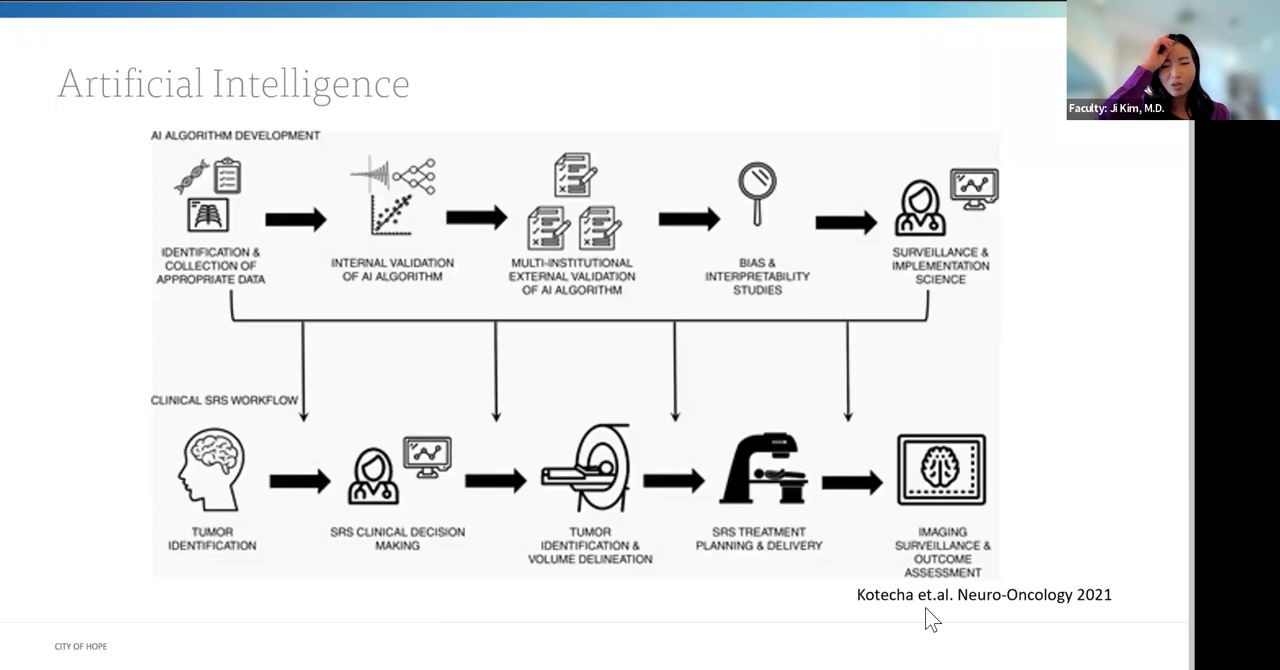 Artificial Intelligence
Faculty: Ji Kim, M.D.
AI ALGORITHM DEVELOPMENT
IDENTIFICATION &
COLLECTION OF
APPROPRIATE DATA
INTERNAL VALIDATION
OF AI ALGORITHM
MULTI-INSTITUTIONAL
EXTERNAL VALIDATION
OF AI ALGORITHM
BIAS &
INTERPRETABILITY
STUDIES
SURVEILLANCE &
IMPLEMENTATION
SCIENCE
CLINICAL SRS WORKFLOW
TUMOR
IDENTIFICATION
SRS CLINICAL DECISION
MAKING
TUMOR
IDENTIFICATION &
VOLUME DELINEATION
SRS TREATMENT
PLANNING & DELIVERY
IMAGING
SURVEILLANCE &
OUTCOME
ASSESSMENT
Kotecha et.al. Neuro-Oncology 2021
CITY OF HOPE